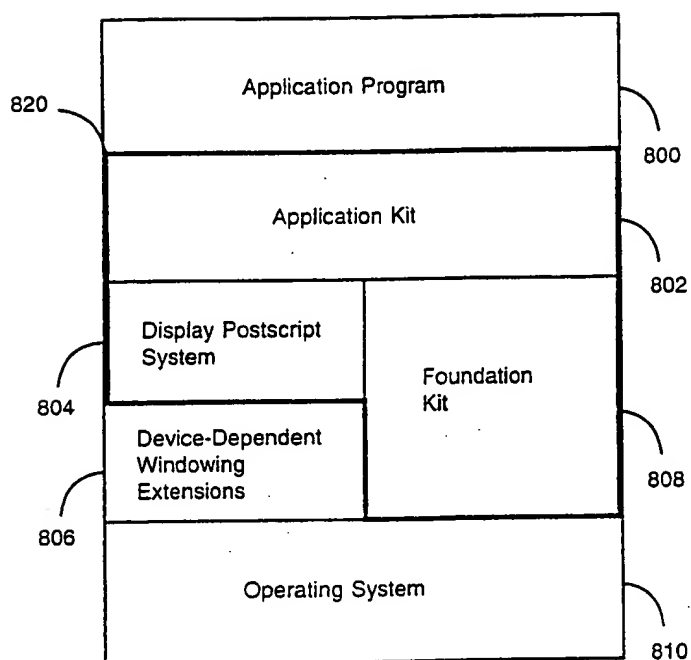 Application Program
820
800
Application Kit
802
Display Postscript
System
Foundation
Kit
804
Device-Dependent
Windowing
Extensions
808
806
Operating System
810